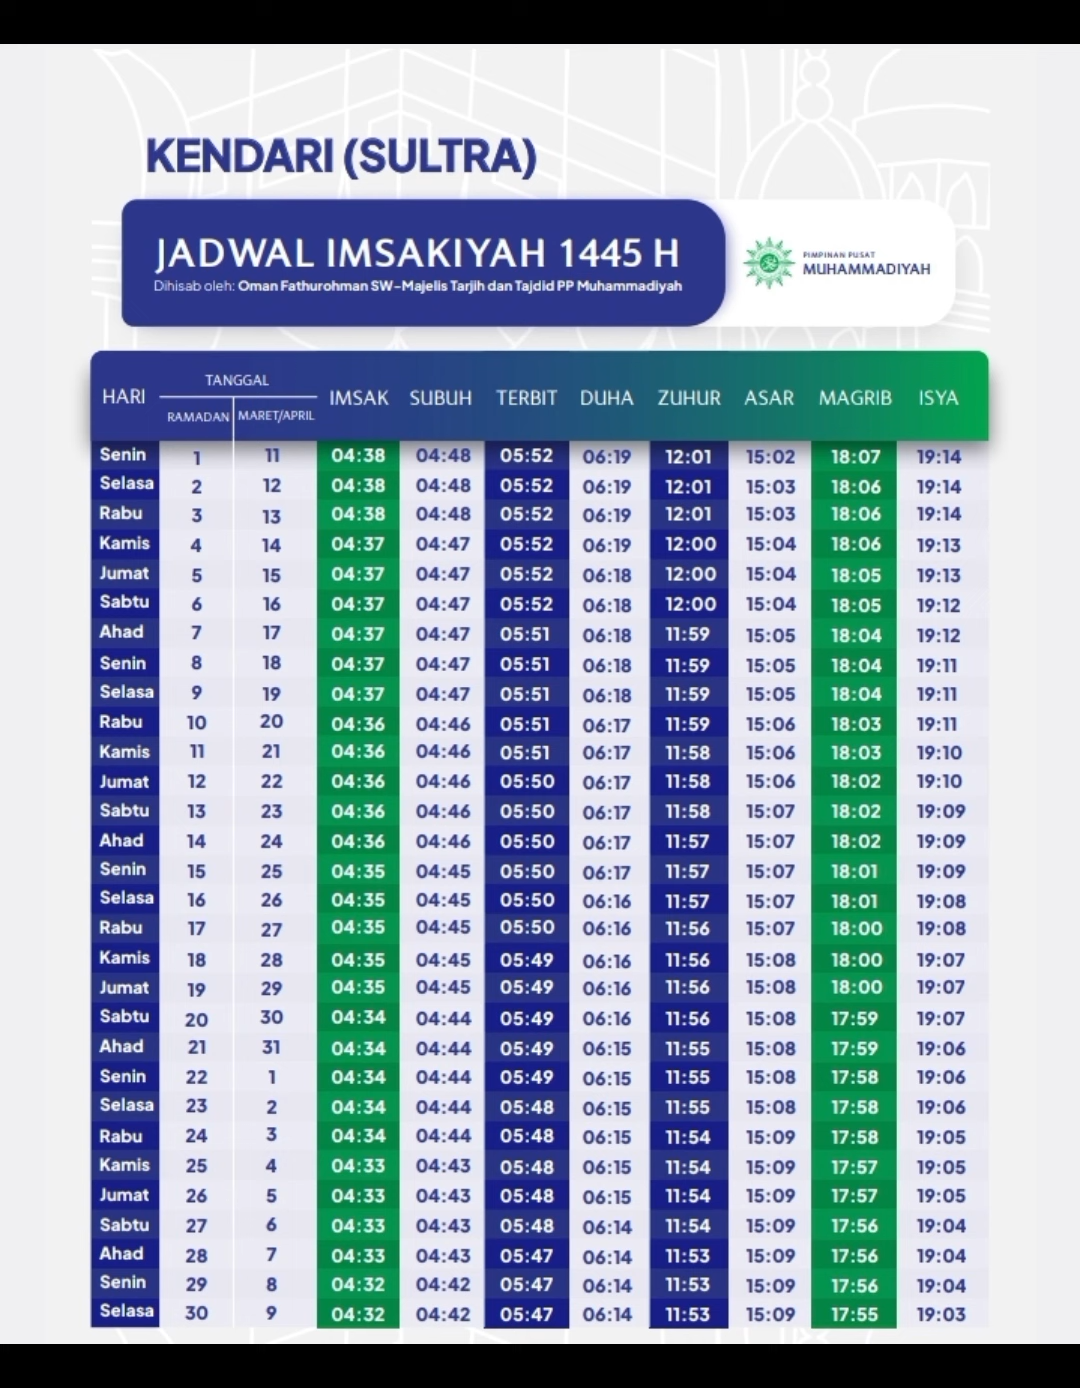 KENDARI (SULTRA)
JADWAL IMSAKIYAH 1445 H
Dihisab oleh: Oman Fathurohman SW-Majelis Tarjih dan Tajdid PP Muhammadiyah
PIMPINAN PUSAT
MUHAMMADIYAH
HARI TANGGAL IMSAK SUBUH TERBIT DUHA ZUHUR ASAR MAGRIB ISYA
RAMADAN MARET/APRIL
Senin 1 11 04:38 04:48 05:52 06:19 12:01 15:02 18:07 19:14
Selasa 2 12 04:38 04:48 05:52 06:19 12:01 15:03 18:06 19:14
Rabu 3 13 04:38 04:48 05:52 06:19 12:01 15:03 18:06 19:14
Kamis 4 14 04:37 04:47 05:52 06:19 12:00 15:04 18:06 19:13
Jumat 5 15 04:37 04:47 05:52 06:18 12:00 15:04 18:05 19:13
Sabtu 6 16 04:37 04:47 05:52 06:18 12:00 15:04 18:05 19:12
Ahad 7 17 04:37 04:47 05:51 06:18 11:59 15:05 18:04 19:12
Senin 8 18 04:37 04:47 05:51 06:18 11:59 15:05 18:04 19:11
Selasa 9 19 04:37 04:47 05:51 06:18 11:59 15:05 18:04 19:11
Rabu 10 20 04:36 04:46 05:51 06:17 11:59 15:06 18:03 19:11
Kamis 11 21 04:36 04:46 05:51 06:17 11:58 15:06 18:03 19:10
Jumat 12 22 04:36 04:46 05:50 06:17 11:58 15:06 18:02 19:10
Sabtu 13 23 04:36 04:46 05:50 06:17 11:58 15:07 18:02 19:09
Ahad 14 24 04:36 04:46 05:50 06:17 11:57 15:07 18:02 19:09
Senin 15 25 04:35 04:45 05:50 06:17 11:57 15:07 18:01 19:09
Selasa 16 26 04:35 04:45 05:50 06:16 11:57 15:07 18:01 19:08
Rabu 17 27 04:35 04:45 05:50 06:16 11:56 15:07 18:00 19:08
Kamis 18 28 04:35 04:45 05:49 06:16 11:56 15:08 18:00 19:07
Jumat 19 29 04:35 04:45 05:49 06:16 11:56 15:08 18:00 19:07
Sabtu 20 30 04:34 04:44 05:49 06:16 11:56 15:08 17:59 19:07
Ahad 21 31 04:34 04:44 05:49 06:15 11:55 15:08 17:59 19:06
Senin 22 1 04:34 04:44 05:49 06:15 11:55 15:08 17:58 19:06
Selasa 23 2 04:34 04:44 05:48 06:15 11:55 15:08 17:58 19:06
Rabu 24 3 04:34 04:44 05:48 06:15 11:54 15:09 17:58 19:05
Kamis 25 4 04:33 04:43 05:48 06:15 11:54 15:09 17:57 19:05
Jumat 26 5 04:33 04:43 05:48 06:15 11:54 15:09 17:57 19:05
Sabtu 27 6 04:33 04:43 05:48 06:14 11:54 15:09 17:56 19:04
Ahad 28 7 04:33 04:43 05:47 06:14 11:53 15:09 17:56 19:04
Senin 29 8 04:32 04:42 05:47 06:14 11:53 15:09 17:56 19:04
Selasa 30 9 04:32 04:42 05:47 06:14 11:53 15:09 17:55 19:03